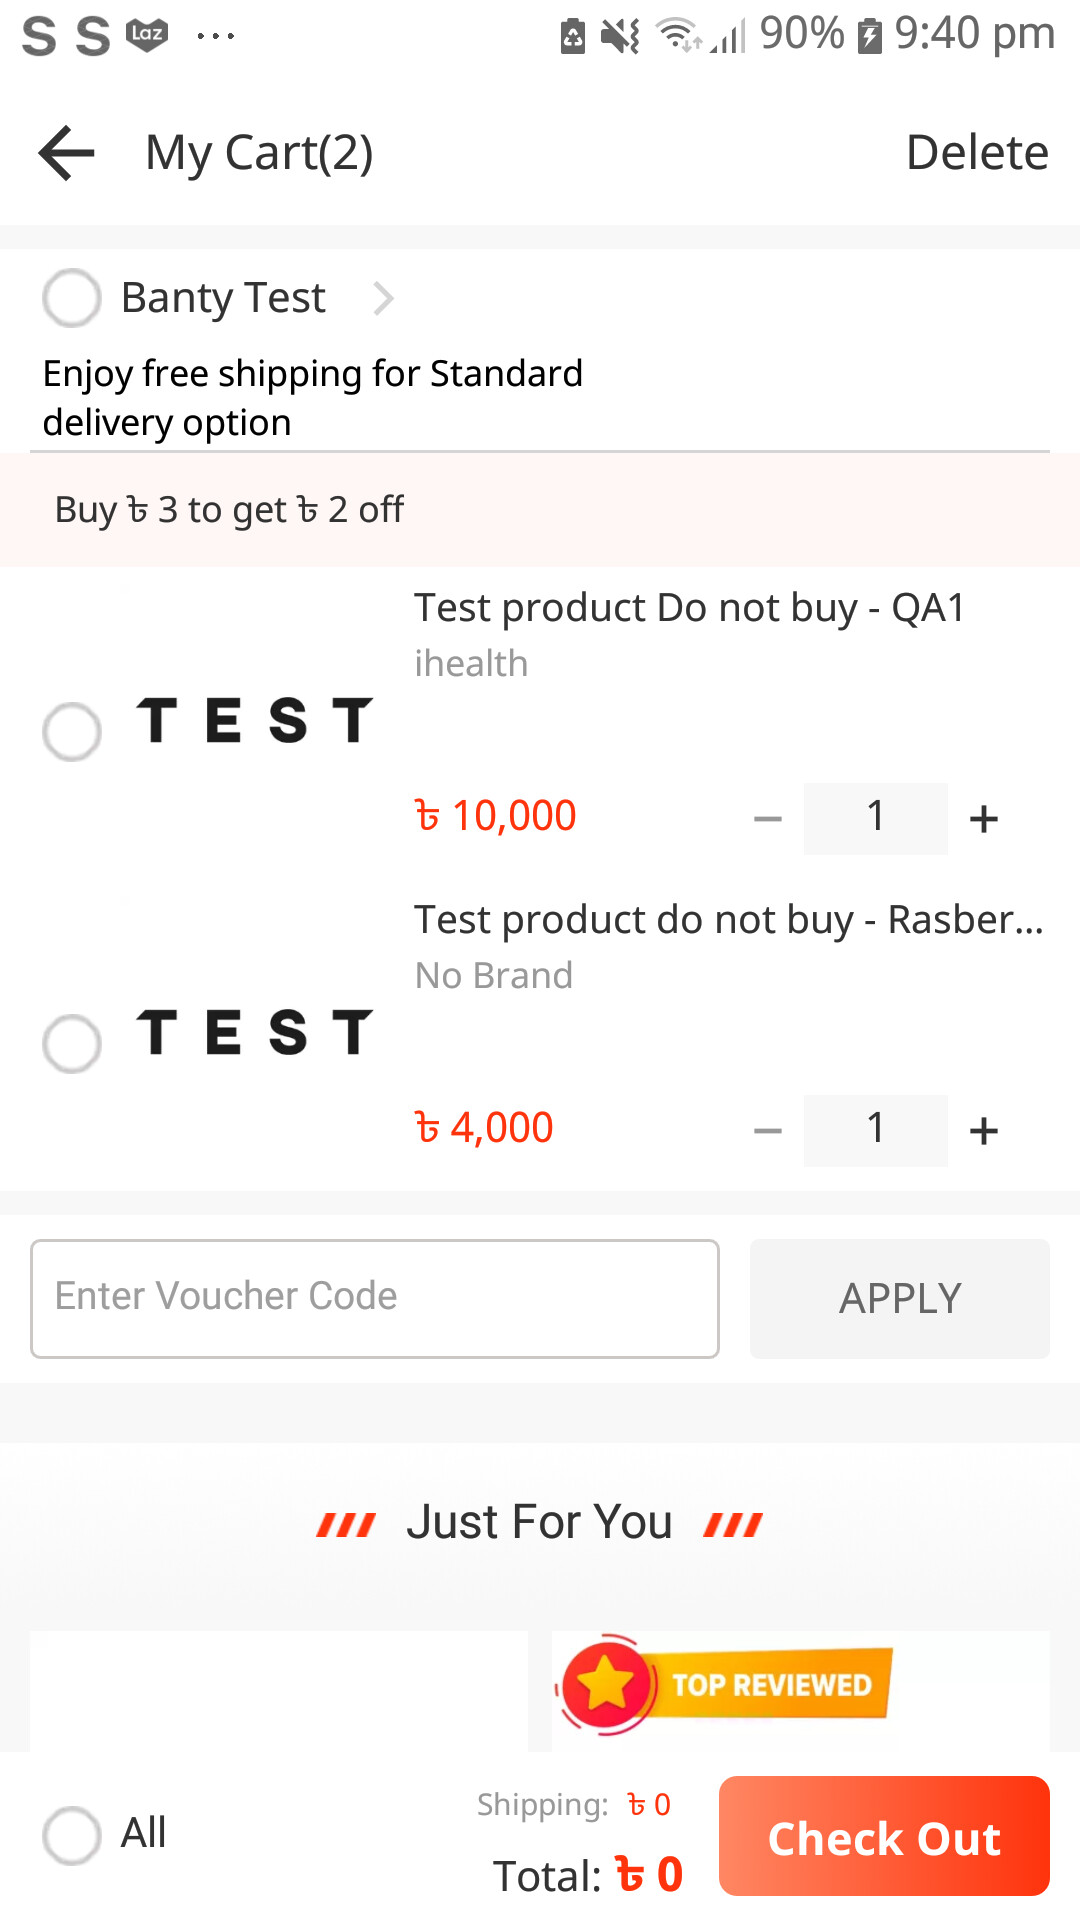 S S Laz ... 90% 9:40 pm
My Cart(2) Delete
Banty Test
Enjoy free shipping for Standard
delivery option
Buy ৳ 3 to get ৳ 2 off
Test product Do not buy - QA1
ihealth
TEST
৳ 10,000 − 1 +
Test product do not buy - Rasber...
No Brand
TEST
৳ 4,000 − 1 +
Enter Voucher Code APPLY
Just For You
TOP REVIEWED
Shipping: ৳ 0
All
Total: ৳ 0
Check Out